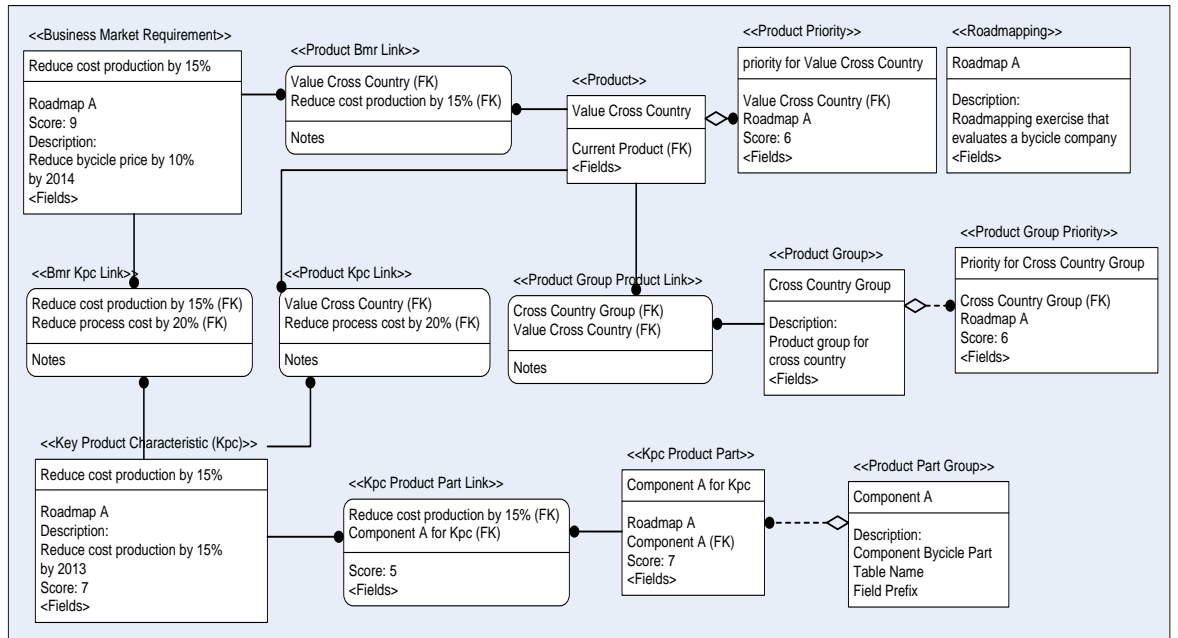 <<Business Market Requirement>>
Reduce cost production by 15%
Roadmap A
Score: 9
Description:
Reduce bycicle price by 10%
by 2014
<Fields>
<<Product Bmr Link>>
Value Cross Country (FK)
Reduce cost production by 15% (FK)
Notes
<<Product>>
Value Cross Country
Current Product (FK)
<Fields>
<<Product Priority>>
priority for Value Cross Country
Value Cross Country (FK)
Roadmap A
Score: 6
<Fields>
<<Roadmapping>>
Roadmap A
Description:
Roadmapping exercise that
evaluates a bycicle company
<Fields>
<<Bmr Kpc Link>>
Reduce cost production by 15% (FK)
Reduce process cost by 20% (FK)
Notes
<<Product Kpc Link>>
Value Cross Country (FK)
Reduce process cost by 20% (FK)
Notes
<<Product Group Product Link>>
Cross Country Group (FK)
Value Cross Country (FK)
Notes
<<Product Group>>
Cross Country Group
Description:
Product group for
cross country
<Fields>
<<Product Group Priority>>
Priority for Cross Country Group
Cross Country Group (FK)
Roadmap A
Score: 6
<Fields>
<<Key Product Characteristic (Kpc)>>
Reduce cost production by 15%
Roadmap A
Description:
Reduce cost production by 15%
by 2013
Score: 7
<Fields>
<<Kpc Product Part Link>>
Reduce cost production by 15% (FK)
Component A for Kpc (FK)
Score: 5
<Fields>
<<Kpc Product Part>>
Component A for Kpc
Roadmap A
Component A (FK)
Score: 7
<Fields>
<<Product Part Group>>
Component A
Description:
Component Bycicle Part
Table Name
Field Prefix